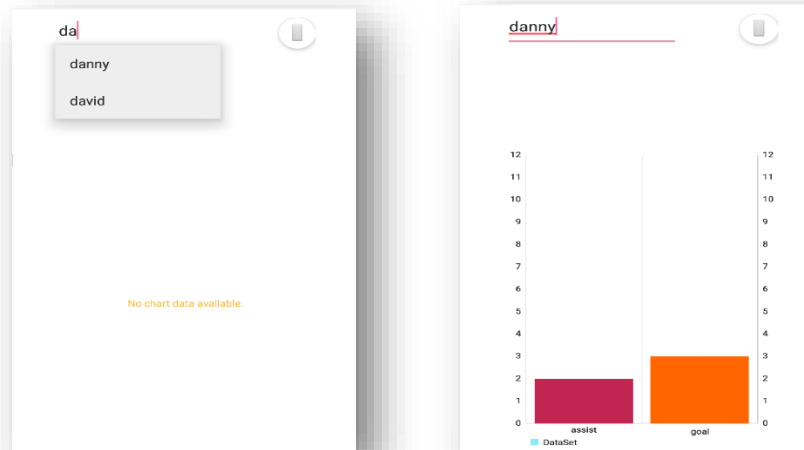 da
danny
david
No chart data available.
danny
12 12
11 11
10 10
9 9
8 8
7 7
6 6
5 5
4 4
3 3
2 2
1 1
0 0
assist goal
DataSet